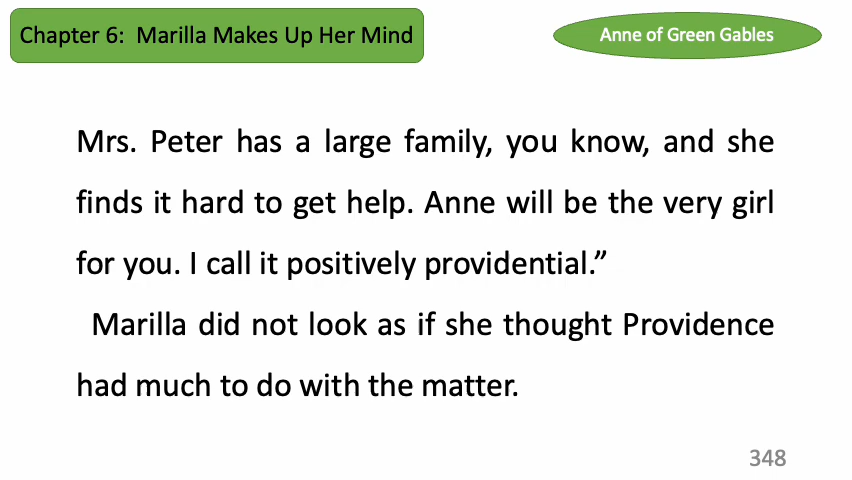 Chapter 6:  Marilla Makes Up Her Mind
Anne of Green Gables
Mrs. Peter has a large family, you know, and she
finds it hard to get help. Anne will be the very girl
for you. I call it positively providential.”
Marilla did not look as if she thought Providence
had much to do with the matter.
348